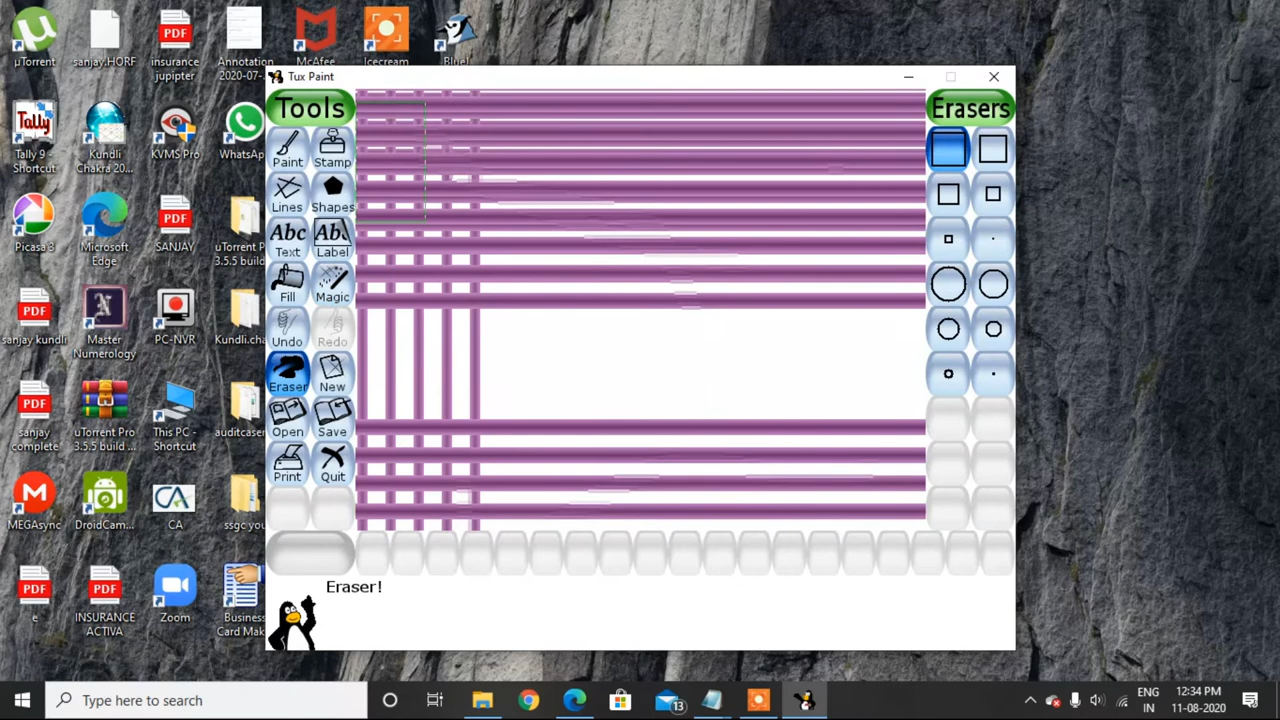 µTorrent
sanjay.HORF
PDF
insurance
jupipter
Annotation
2020-07-...
McAfee
Icecream
Blue!
Tally
Tally 9 -
Shortcut
Kundli
Chakra 20...
KVMS Pro
WhatsAp
Picasa 3
Microsoft
Edge
PDF
SANJAY
uTorrent P
3.5.5 build
PDF
sanjay kundli
Master
Numerology
PC-NVR
Kundli.cha
PDF
sanjay
complete
uTorrent Pro
3.5.5 build ...
This PC -
Shortcut
auditcaser
MEGAsync
DroidCam...
CA
CA
ssgc you
PDF
e
PDF
INSURANCE
ACTIVA
Zoom
Business
Card Mak
Tux Paint
Tools
Erasers
Paint
Stamp
Lines
Shapes
Abc
Text
Label
Fill
Magic
Undo
Redo
Eraser
New
Open
Save
Print
Quit
Eraser!
Type here to search
13
ENG
IN
12:34 PM
11-08-2020